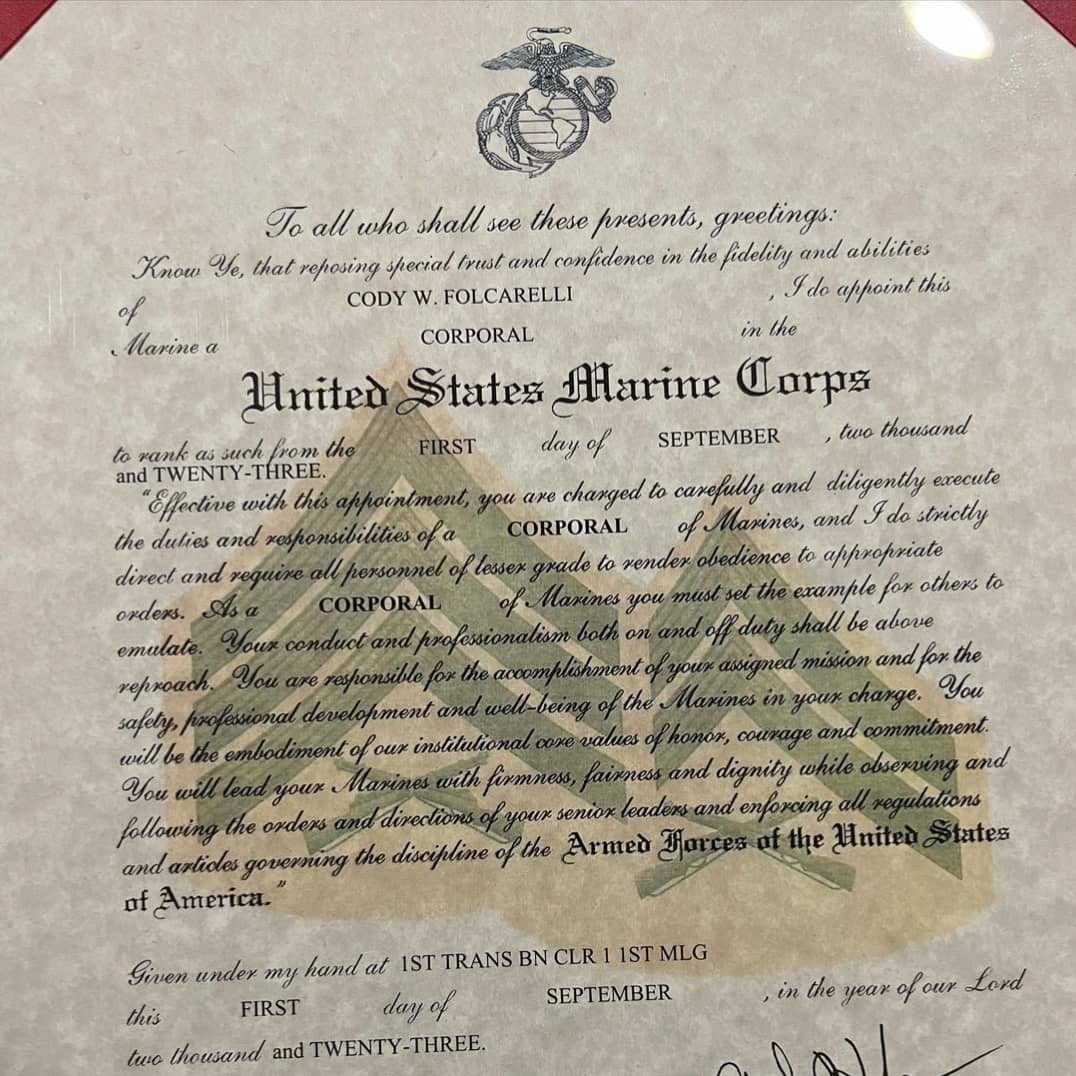 To all who shall see these presents, greetings:
Know Ye, that reposing special trust and confidence in the fidelity and abilities
of CODY W. FOLCARELLI , I do appoint this
Marine a CORPORAL in the
United States Marine Corps
to rank as such from the FIRST day of SEPTEMBER , two thousand
and TWENTY-THREE.
"Effective with this appointment, you are charged to carefully and diligently execute
the duties and responsibilities of a CORPORAL of Marines, and I do strictly
direct and require all personnel of lesser grade to render obedience to appropriate
orders. As a CORPORAL of Marines you must set the example for others to
emulate. Your conduct and professionalism both on and off duty shall be above
reproach. You are responsible for the accomplishment of your assigned mission and for the
safety, professional development and well-being of the Marines in your charge. You
will be the embodiment of our institutional core values of honor, courage and commitment.
You will lead your Marines with firmness, fairness and dignity while observing and
following the orders and directions of your senior leaders and enforcing all regulations
and articles governing the discipline of the Armed Forces of the United States
of America."
Given under my hand at 1ST TRANS BN CLR 1 1ST MLG
this FIRST day of SEPTEMBER , in the year of our Lord
two thousand and TWENTY-THREE.